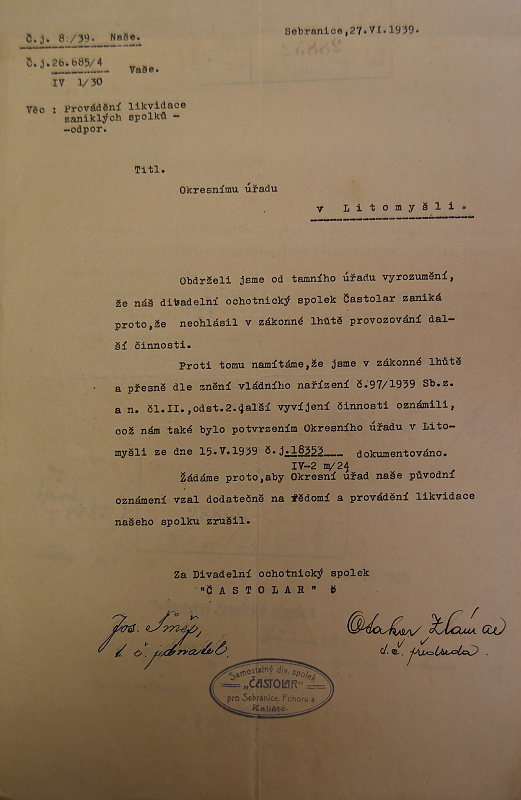 Č.j. 8./39. Naše.
Sebranice,27.VI.1939.
Č.j.26.685/4
IV 1/30
Vaše.
Věc : Provádění likvidace
zaniklých spolků -
-odpor.
Titl.
Okresnímu úřadu
v Litomyšli.
Obdrželi jsme od tamního úřadu vyrozumění,
že náš divadelní ochotnický spolek Častolar zaniká
proto,že neohlásil v zákonné lhůtě provozování dal-
ší činnosti.
Proti tomu namítáme,že jsme v zákonné lhůtě
a přesně dle znění vládního nařízení č.97/1939 Sb.z.
a n. čl.II.,odst.2.další vyvíjení činnosti oznámili,
což nám také bylo potvrzením Okresního úřadu v Lito-
myšli ze dne 15.V.1939 č.j.18353 dokumentováno.
IV-2 m/24
Žádáme proto,aby Okresní úřad naše původní
oznámení vzal dodatečně na vědomí a provádění likvidace
našeho spolku zrušil.
Za Divadelní ochotnický spolek
"ČASTOLAR"
Jos.
t. č. jednatel.
Otakar
t.č. předseda.
Samostatný div. spolek
„ČASTOLAR"
pro Sebranice, Pohoru a
Kaliště.